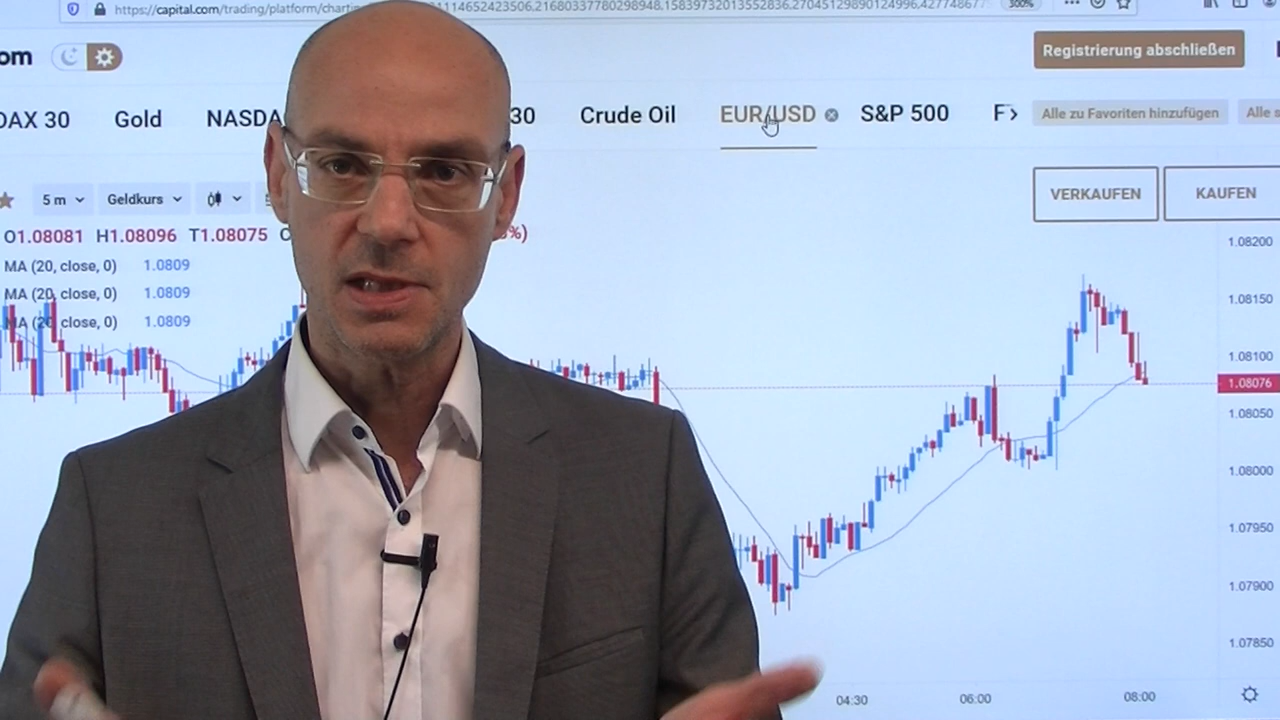 https://capital.com/trading/platform/chartin
300%
om
Registrierung abschließen
DAX 30 Gold NASDA 30 Crude Oil EUR/USD S&P 500 F
Alle zu Favoriten hinzufügen Alle s
5 m Geldkurs
VERKAUFEN KAUFEN
O1.08081 H1.08096 T1.08075 C %)
MA (20, close, 0) 1.0809
MA (20, close, 0) 1.0809
MA (20, close, 0) 1.0809
1.08200
1.08150
1.08100
1.08076
1.08050
1.08000
1.07950
1.07900
1.07850
04:30 06:00 08:00